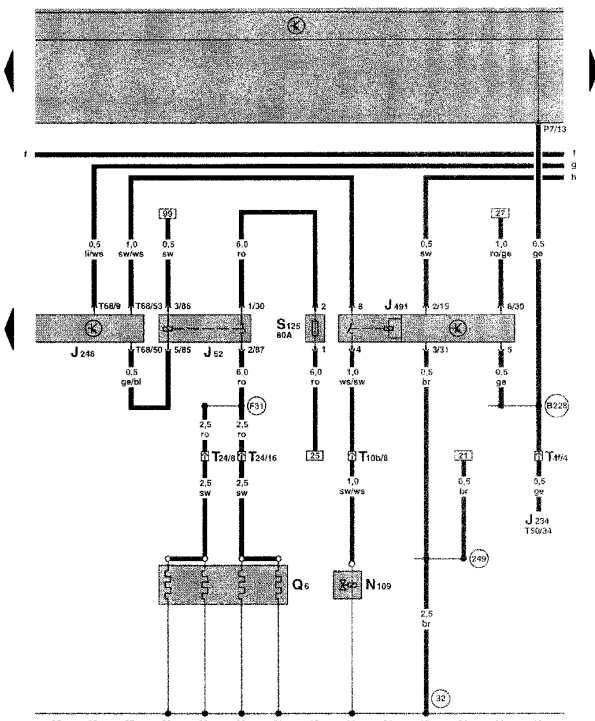 K
P7/13
f f
g
h
99 27
0,5 1,0 0,5 6,0 0,5 1,0 0,5
li/ws sw/ws sw ro sw ro/ge ge
T68/9 T68/53 3/86 1/30 2 8 J 491 2/15 6/30
K S 125 K
80A
J 248 T68/50 5/85 J 52 2/87 1 4 3/31 5
0,5 6,0 6,0 1,0 0,5 0,5
ge/bl ro ro ws/sw br ge
F31 B228
2,5 2,5
ro ro
T24/8 T24/16 25 T10b/8 21 T4f/4
2,5 2,5 1,0 0,5 0,5
sw sw sw/ws br ge
J 234
T50/34
249
Q 6 N 109
2,5
br
32